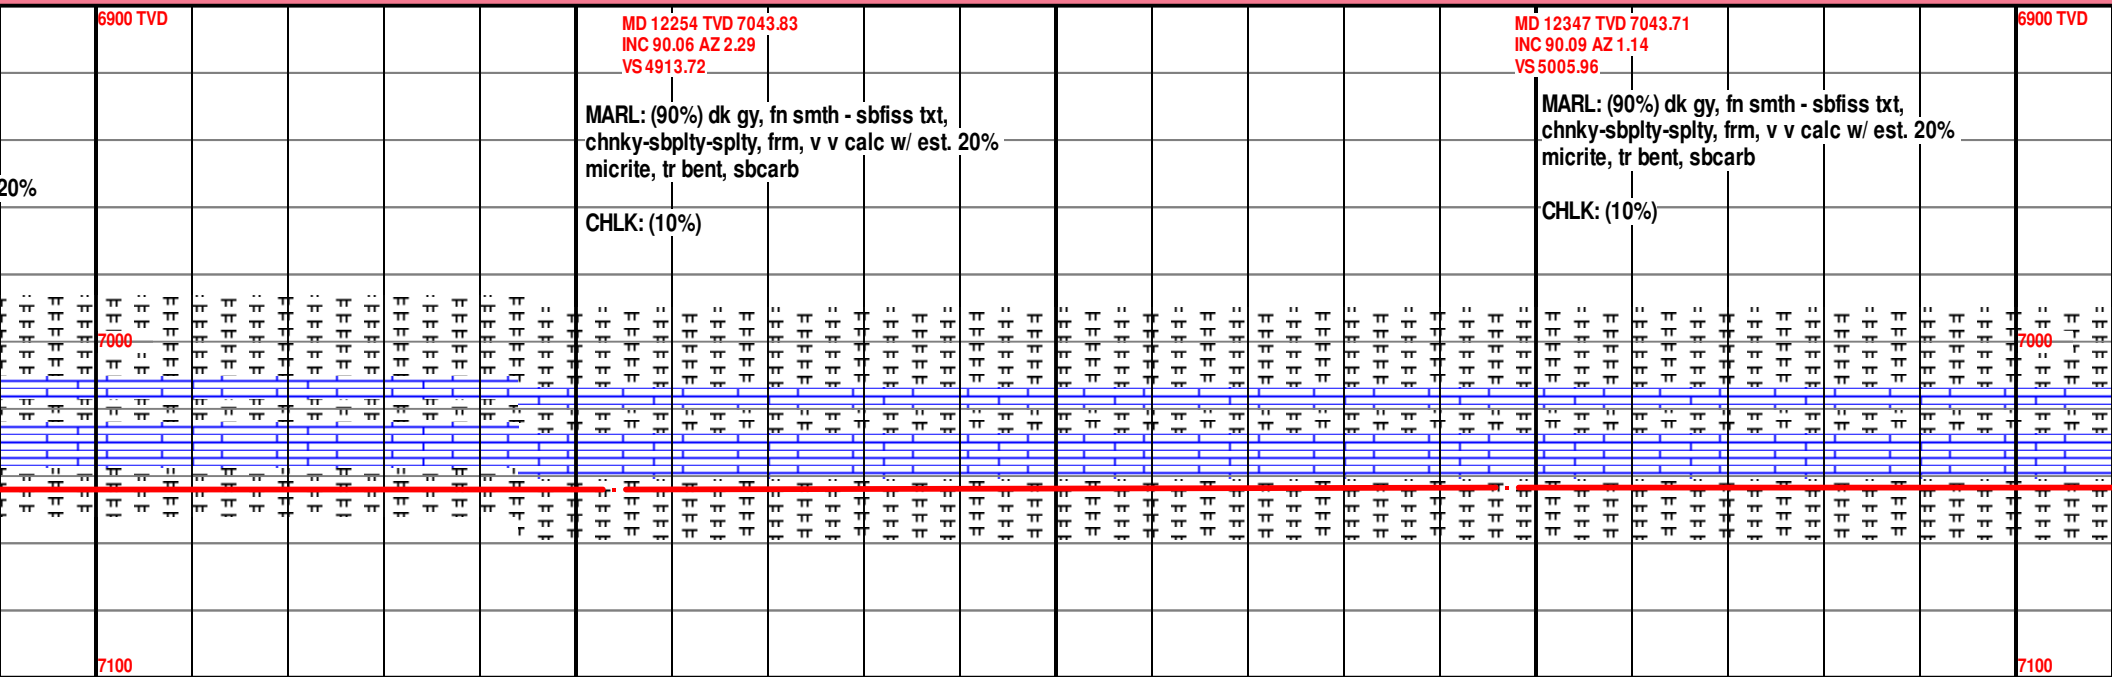 6900 TVD
MD 12254 TVD 7043.83
INC 90.06 AZ 2.29
VS 4913.72
MD 12347 TVD 7043.71
INC 90.09 AZ 1.14
VS 5005.96
6900 TVD
20%
MARL: (90%) dk gy, fn smth - sbfiss txt,
chnky-sbplty-splty, frm, v v calc w/ est. 20%
micrite, tr bent, sbcarb
CHLK: (10%)
MARL: (90%) dk gy, fn smth - sbfiss txt,
chnky-sbplty-splty, frm, v v calc w/ est. 20%
micrite, tr bent, sbcarb
CHLK: (10%)
7000
7000
7100
7100